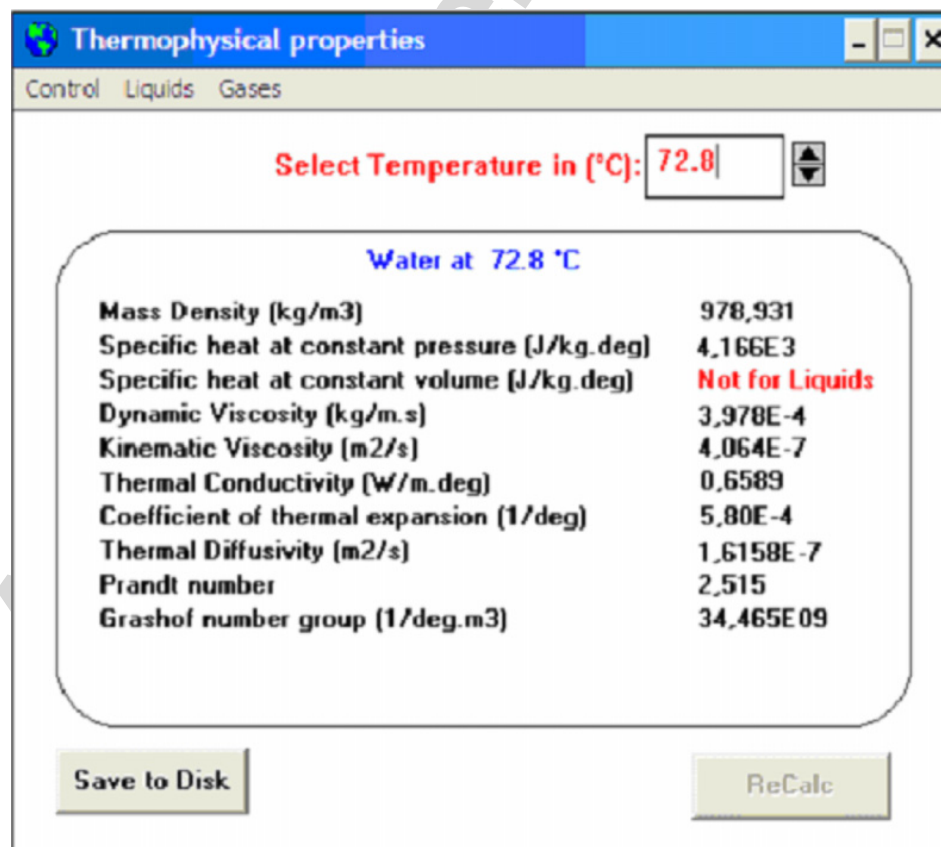 Thermophysical properties
Control Liquids Gases
Select Temperature in (°C): 72.8
Water at 72.8 °C
Mass Density (kg/m3) 978,931
Specific heat at constant pressure (J/kg.deg) 4,166E3
Specific heat at constant volume (J/kg.deg) Not for Liquids
Dynamic Viscosity (kg/m.s) 3,978E-4
Kinematic Viscosity (m2/s) 4,064E-7
Thermal Conductivity (W/m.deg) 0,6589
Coefficient of thermal expansion (1/deg) 5,80E-4
Thermal Diffusivity (m2/s) 1,6158E-7
Prandt number 2,515
Grashof number group (1/deg.m3) 34,465E09
Save to Disk ReCalc